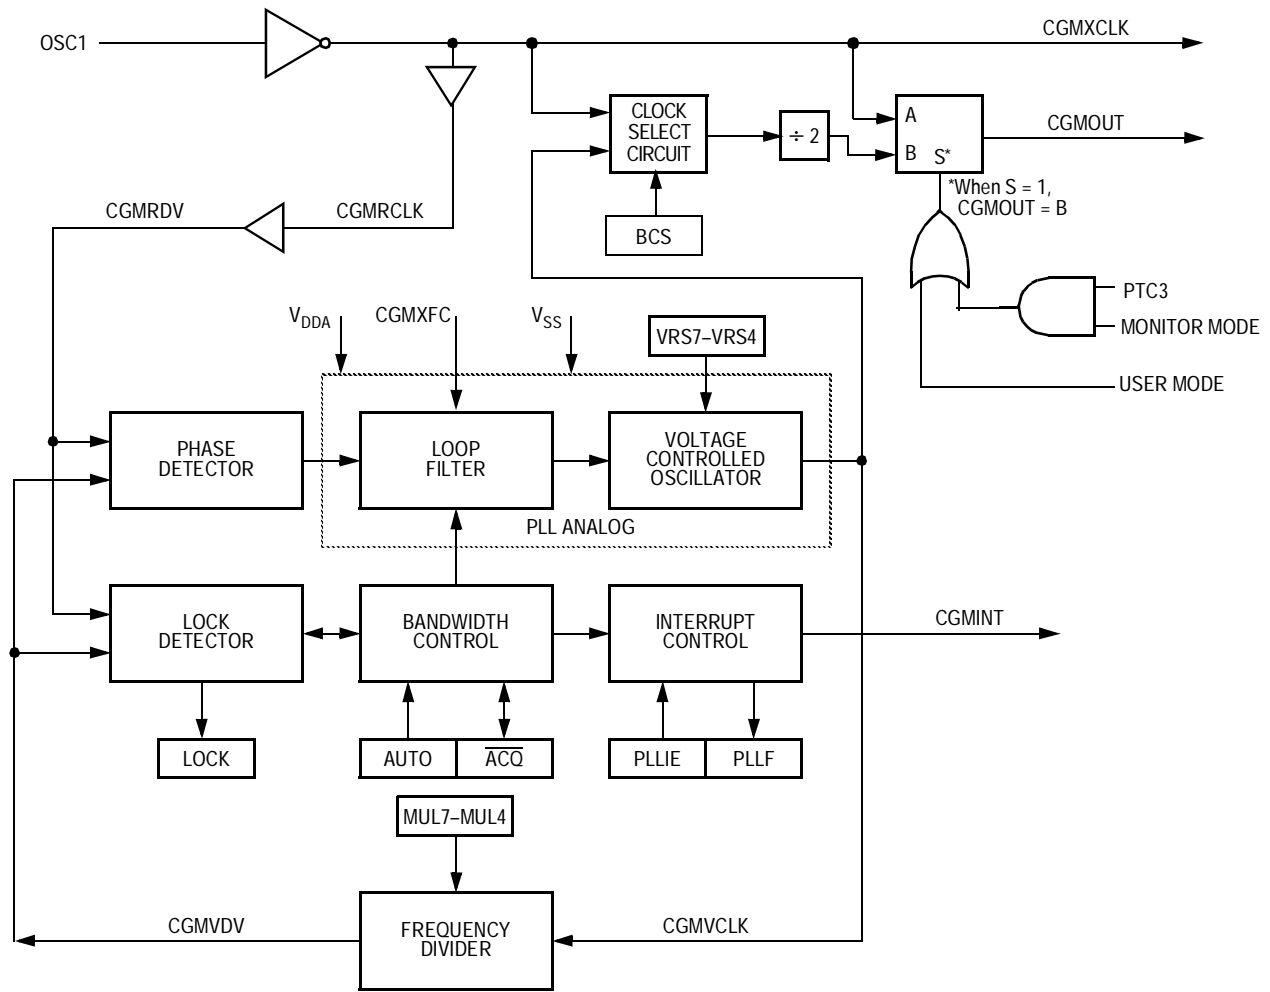 OSC1
CGMXCLK
CLOCK
SELECT
CIRCUIT
÷ 2
A
B S*
CGMOUT
*When S = 1,
CGMOUT = B
CGMRDV
CGMRCLK
BCS
PTC3
MONITOR MODE
USER MODE
VDDA
CGMXFC
VSS
VRS7–VRS4
PHASE
DETECTOR
LOOP
FILTER
VOLTAGE
CONTROLLED
OSCILLATOR
PLL ANALOG
LOCK
DETECTOR
BANDWIDTH
CONTROL
INTERRUPT
CONTROL
CGMINT
LOCK
AUTO
A̅C̅Q̅
PLLIE
PLLF
MUL7–MUL4
CGMVDV
FREQUENCY
DIVIDER
CGMVCLK